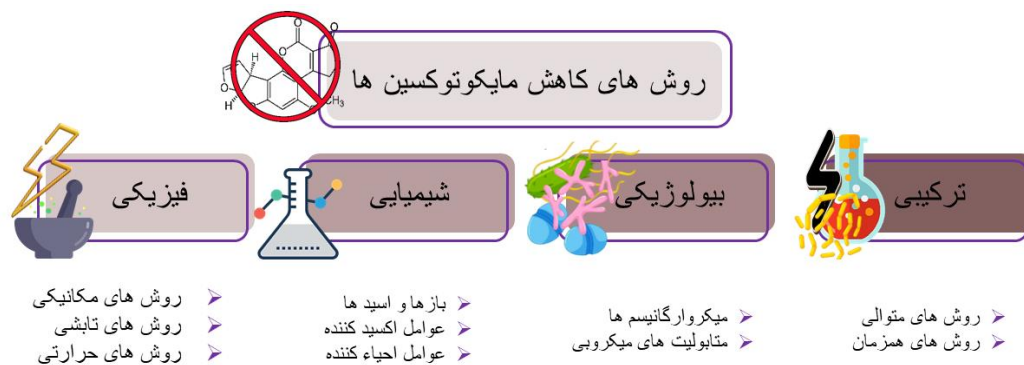 روش های کاهش مایکوتوکسین ها
O
O
H
O
H
CH₃
ترکیبی
بیولوژیکی
شیمیایی
فیزیکی
روش های متوالی
روش های همزمان
میکروارگانیسم ها
متابولیت های میکروبی
بازها و اسید ها
عوامل اکسید کننده
عوامل احیاء کننده
روش های مکانیکی
روش های تابشی
روش های حرارتی